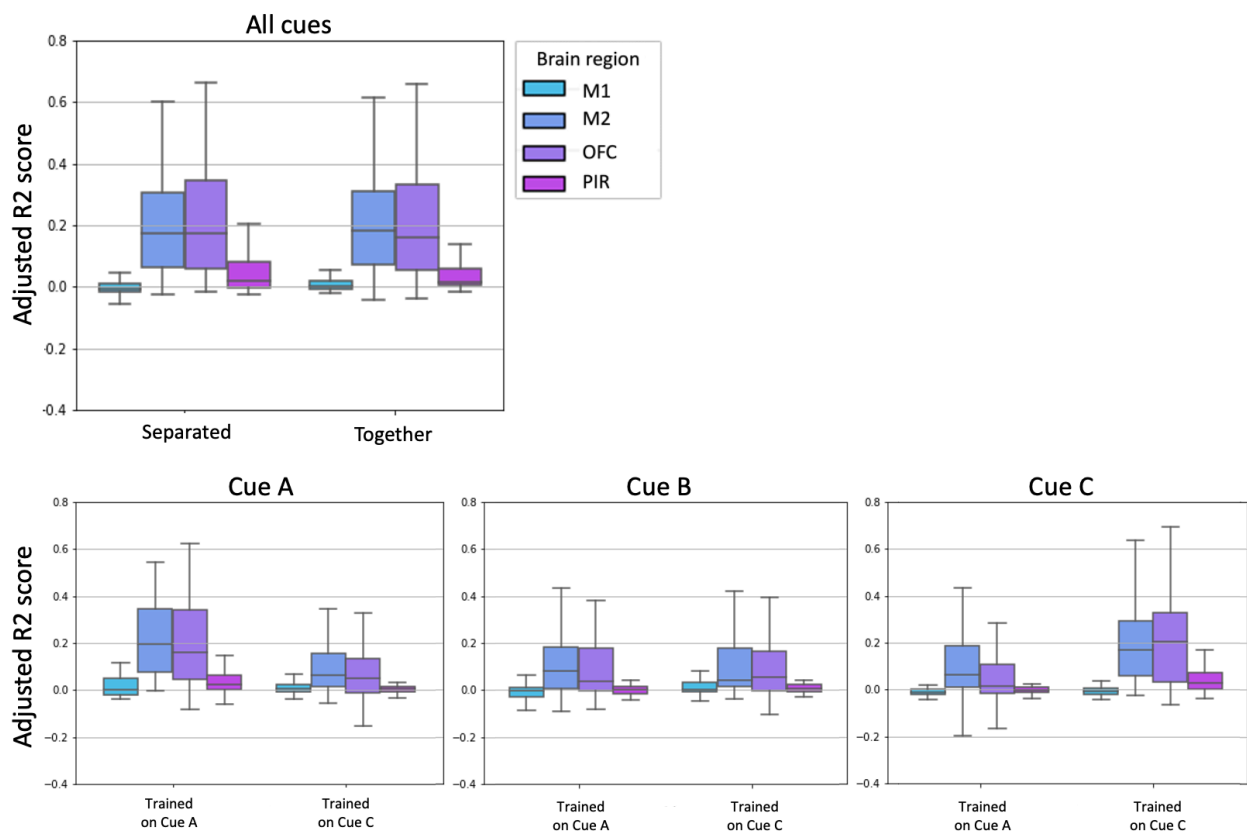 All cues
Adjusted R2 score
0.8
0.6
0.4
0.2
0.0
0.2
-0.4
Separated
Together
Brain region
M1
M2
OFC
PIR
Cue A
Adjusted R2 score
0.8
0.6
0.4
0.2
0.0
−0.2
−0.4
Trained
on Cue A
Trained
on Cue C
Cue B
0.8
0.6
0.4
0.2
0.0
−0.2
−0.4
Trained
on Cue A
Trained
on Cue C
Cue C
0.8
0.6
0.4
0.2
0.0
−0.2
−0.4
Trained
on Cue A
Trained
on Cue C